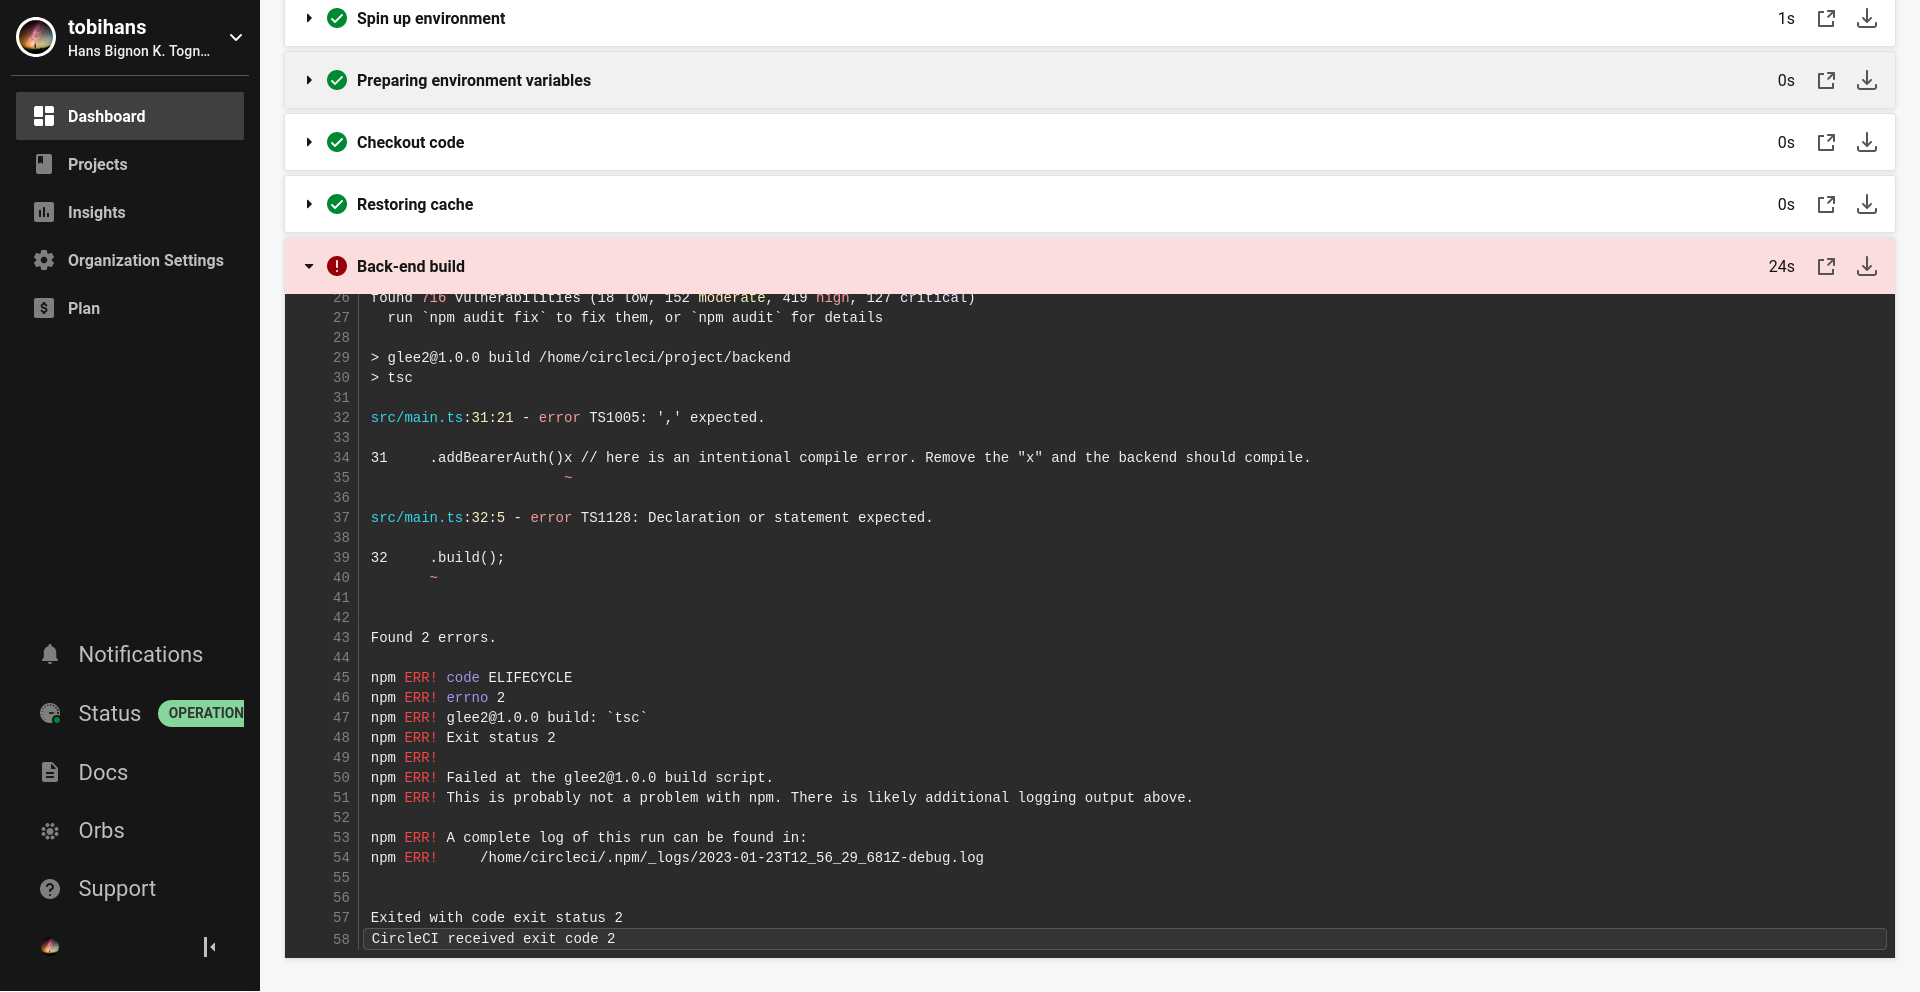 tobihans
Hans Bignon K. Togn...
Dashboard
Projects
Insights
Organization Settings
$ Plan
Notifications
Status OPERATION
Docs
Orbs
? Support
Spin up environment 1s
Preparing environment variables 0s
Checkout code 0s
Restoring cache 0s
! Back-end build 24s
26 found 716 vulnerabilities (18 low, 152 moderate, 419 high, 127 critical)
27 run `npm audit fix` to fix them, or `npm audit` for details
28
29 > glee2@1.0.0 build /home/circleci/project/backend
30 > tsc
31
32 src/main.ts:31:21 - error TS1005: ',' expected.
33
34 31     .addBearerAuth()x // here is an intentional compile error. Remove the "x" and the backend should compile.
35 ~
36
37 src/main.ts:32:5 - error TS1128: Declaration or statement expected.
38
39 32     .build();
40 ~
41
42
43 Found 2 errors.
44
45 npm ERR! code ELIFECYCLE
46 npm ERR! errno 2
47 npm ERR! glee2@1.0.0 build: `tsc`
48 npm ERR! Exit status 2
49 npm ERR!
50 npm ERR! Failed at the glee2@1.0.0 build script.
51 npm ERR! This is probably not a problem with npm. There is likely additional logging output above.
52
53 npm ERR! A complete log of this run can be found in:
54 npm ERR!     /home/circleci/.npm/_logs/2023-01-23T12_56_29_681Z-debug.log
55
56
57 Exited with code exit status 2
58 CircleCI received exit code 2